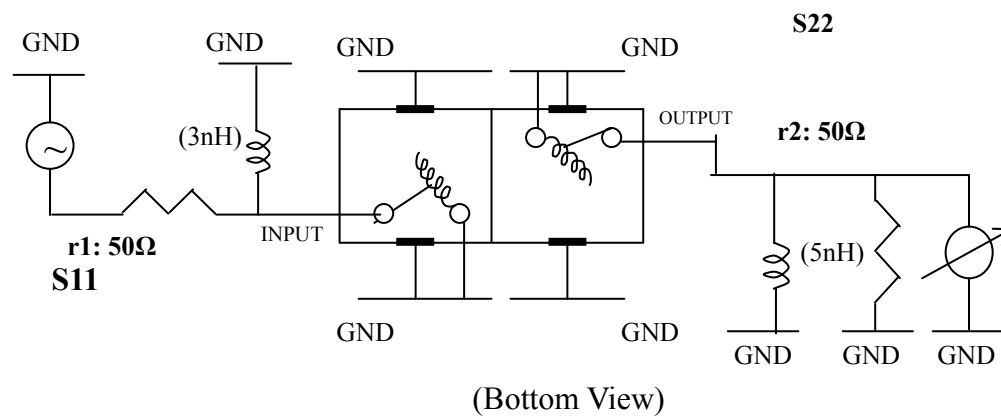 S22
GND
GND
GND
GND
(3nH)
OUTPUT
r2: 50Ω
INPUT
r1: 50Ω
S11
(5nH)
GND
GND
GND
GND
GND
(Bottom View)